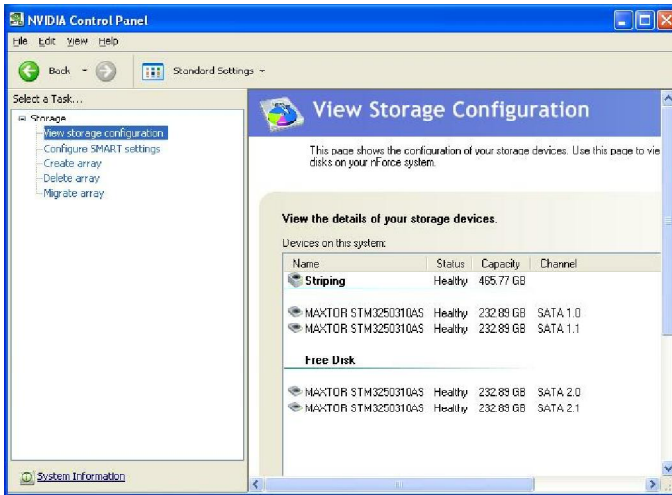 NVIDIA Control Panel
File Edit View Help
Back Standard Settings
Select a Task...
Storage
View storage configuration
Configure SMART settings
Create array
Delete array
Migrate array
System Information
View Storage Configuration
This page shows the configuration of your storage devices. Use this page to vie
disks on your nForce system.
View the details of your storage devices.
Devices on this system:
Name Status Capacity Channel
Striping Healthy 465.77 GB
MAXTOR STM3250310AS Healthy 232.89 GB SATA 1.0
MAXTOR STM3250310AS Healthy 232.89 GB SATA 1.1
Free Disk
MAXTOR STM3250310AS Healthy 232.89 GB SATA 2.0
MAXTOR STM3250310AS Healthy 232.89 GB SATA 2.1